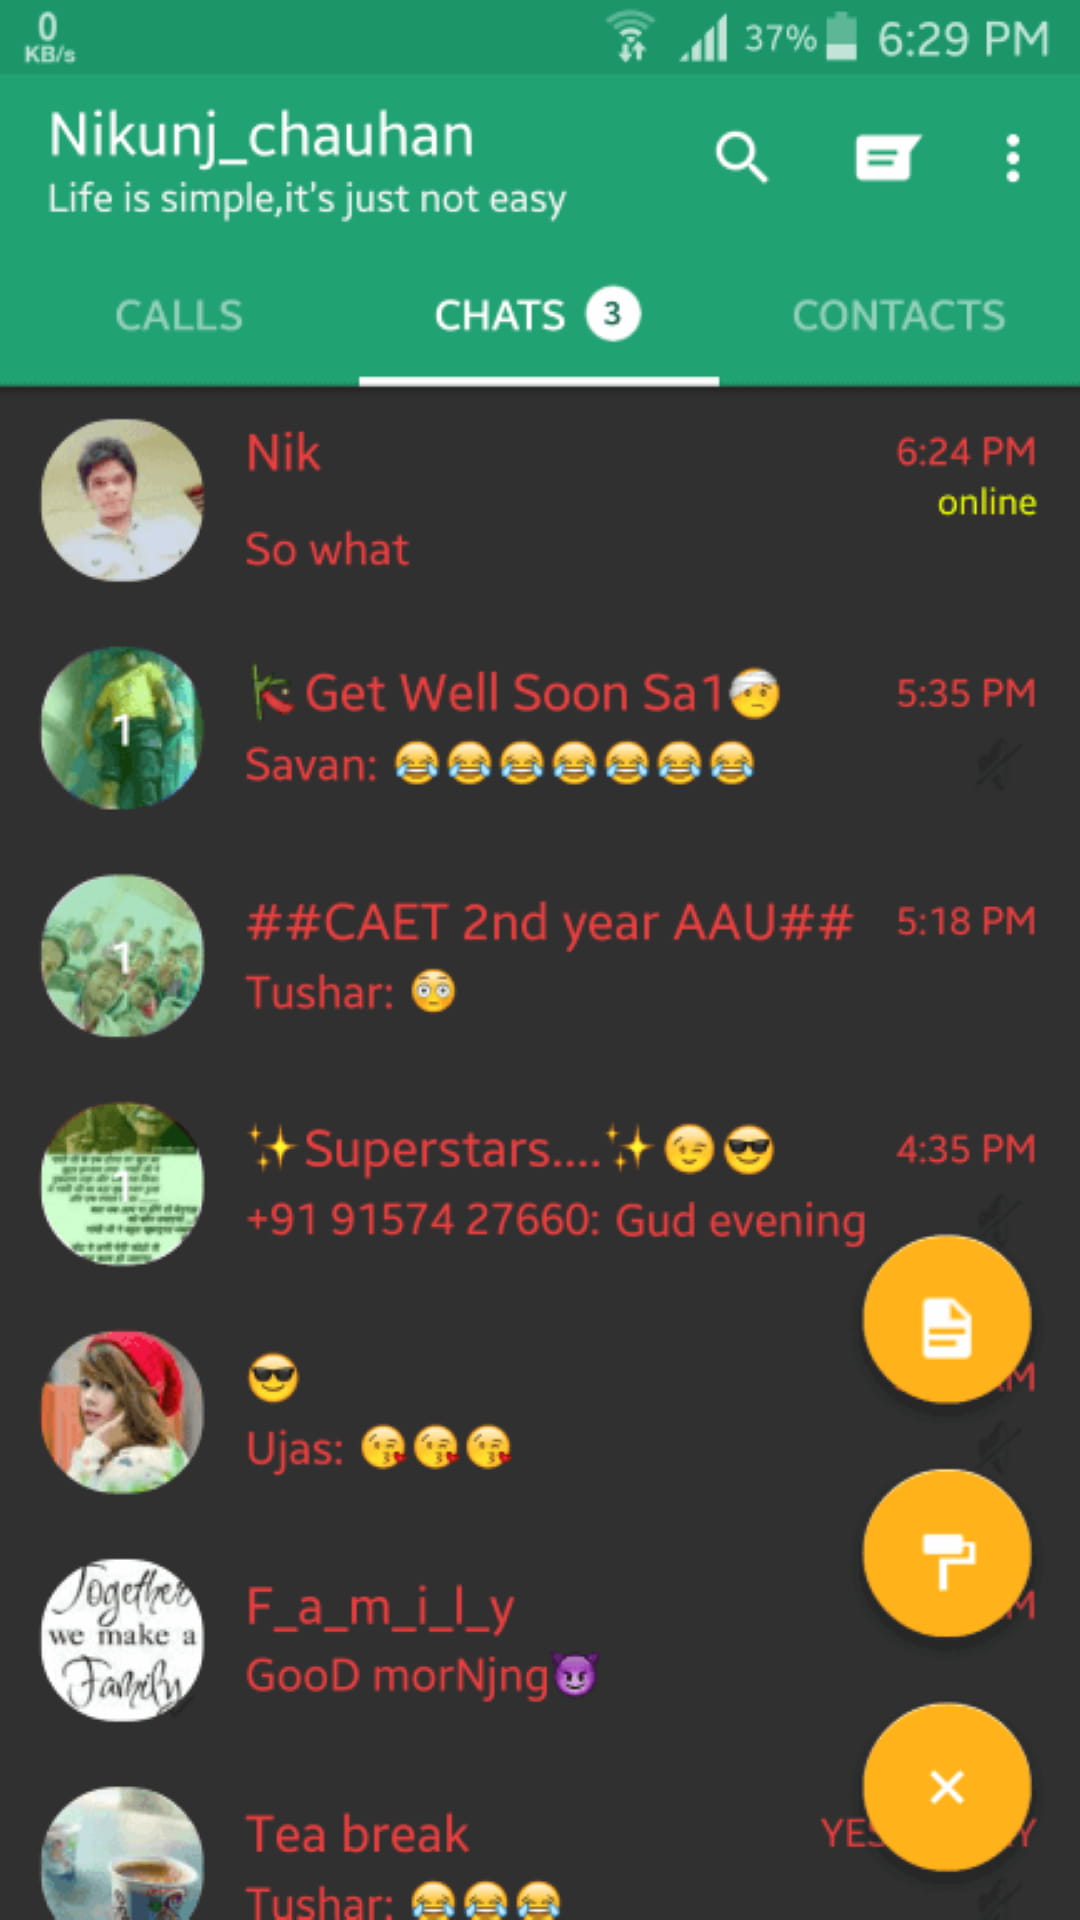 0
KB/s
37%
6:29 PM
Nikunj_chauhan
Life is simple,it's just not easy
CALLS
CHATS 3
CONTACTS
Nik
6:24 PM
online
So what
1
Get Well Soon Sa1🤕
5:35 PM
Savan: 😂😂😂😂😂😂😂
1
##CAET 2nd year AAU##
5:18 PM
Tushar: 😳
1
✨Superstars....✨😉😎
4:35 PM
+91 91574 27660: Gud evening
😎
Ujas: 😘😘😘
Together
we make a
Family
F_a_m_i_l_y
GooD morNjng😈
Tea break
Tushar: 😂😂😂